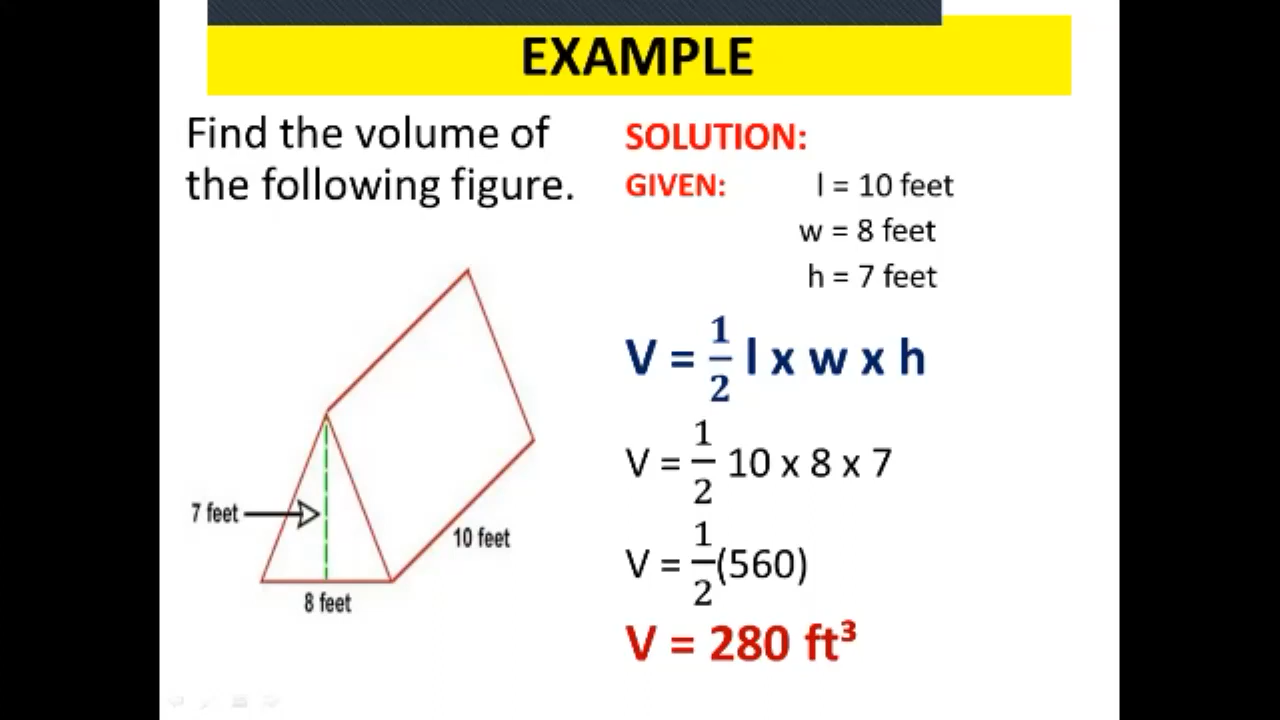 EXAMPLE
Find the volume of
the following figure.
7 feet
10 feet
8 feet
SOLUTION:
GIVEN: l = 10 feet
w = 8 feet
h = 7 feet
V = 1/2 l x w x h
V = 1/2 10 x 8 x 7
V = 1/2(560)
V = 280 ft³